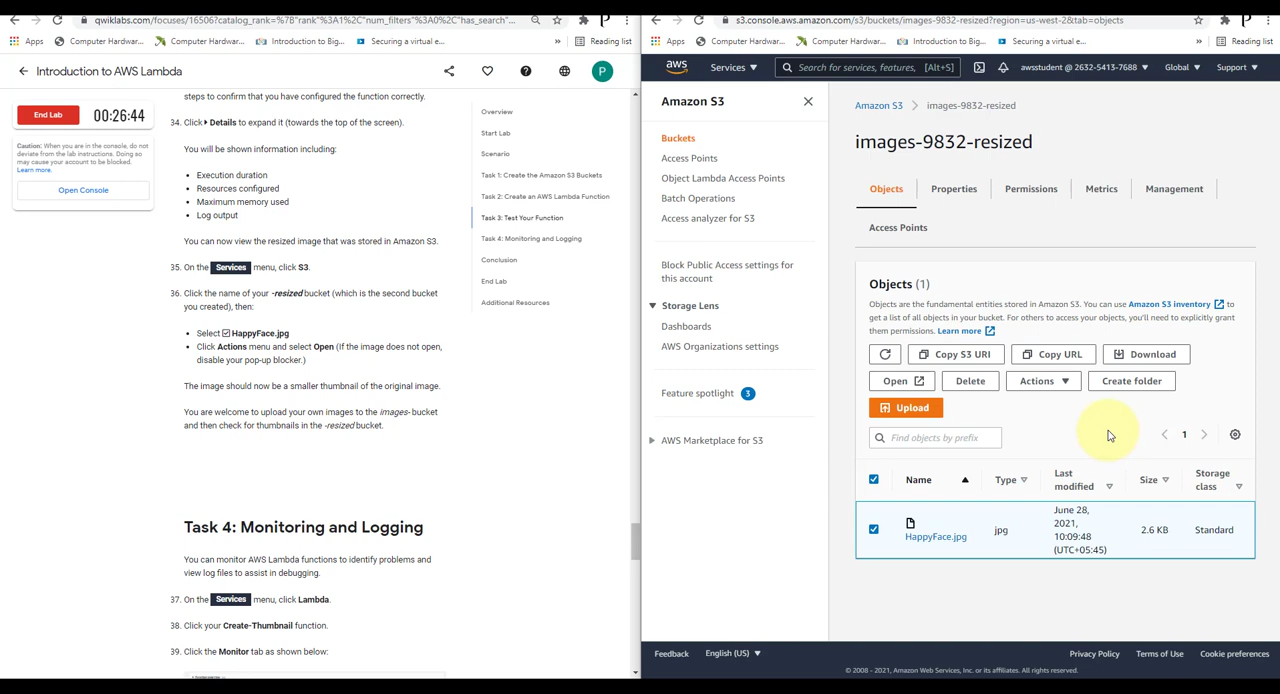 qwiklabs.com/focuses/16506?catalog_rank=%7B"rank"%3A1%2C"num_filters"%3A0%2C"has_search"...
Apps Computer Hardwar... Computer Hardwar... Introduction to Big... Securing a virtual e... » Reading list
Introduction to AWS Lambda P
End Lab 00:26:44
Caution: When you are in the console, do not
deviate from the lab instructions. Doing so
may cause your account to be blocked.
Learn more.
Open Console
steps to confirm that you have configured the function correctly.
34. Click Details to expand it (towards the top of the screen).
You will be shown information including:
• Execution duration
• Resources configured
• Maximum memory used
• Log output
You can now view the resized image that was stored in Amazon S3.
35. On the Services menu, click S3.
36. Click the name of your -resized bucket (which is the second bucket
you created), then:
• Select HappyFace.jpg
• Click Actions menu and select Open (If the image does not open,
disable your pop-up blocker.)
The image should now be a smaller thumbnail of the original image.
You are welcome to upload your own images to the images- bucket
and then check for thumbnails in the -resized bucket.
Task 4: Monitoring and Logging
You can monitor AWS Lambda functions to identify problems and
view log files to assist in debugging.
37. On the Services menu, click Lambda.
38. Click your Create-Thumbnail function.
39. Click the Monitor tab as shown below:
Overview
Start Lab
Scenario
Task 1: Create the Amazon S3 Buckets
Task 2: Create an AWS Lambda Function
Task 3: Test Your Function
Task 4: Monitoring and Logging
Conclusion
End Lab
Additional Resources
s3.console.aws.amazon.com/s3/buckets/images-9832-resized?region=us-west-2&tab=objects
Apps Computer Hardwar... Computer Hardwar... Introduction to Big... Securing a virtual e... » Reading list
aws Services Search for services, features, [Alt+S] awsstudent @ 2632-5413-7688 Global Support
Amazon S3
Buckets
Access Points
Object Lambda Access Points
Batch Operations
Access analyzer for S3
Block Public Access settings for
this account
Storage Lens
Dashboards
AWS Organizations settings
Feature spotlight 3
AWS Marketplace for S3
Amazon S3 > images-9832-resized
images-9832-resized
Objects Properties Permissions Metrics Management
Access Points
Objects (1)
Objects are the fundamental entities stored in Amazon S3. You can use Amazon S3 inventory to
get a list of all objects in your bucket. For others to access your objects, you'll need to explicitly grant
them permissions. Learn more
Copy S3 URI Copy URL Download
Open Delete Actions Create folder
Upload
Find objects by prefix 1
Name Type Last modified Size Storage class
HappyFace.jpg jpg June 28, 2021, 10:09:48 (UTC+05:45) 2.6 KB Standard
Feedback English (US) Privacy Policy Terms of Use Cookie preferences
© 2008 - 2021, Amazon Web Services, Inc. or its affiliates. All rights reserved.